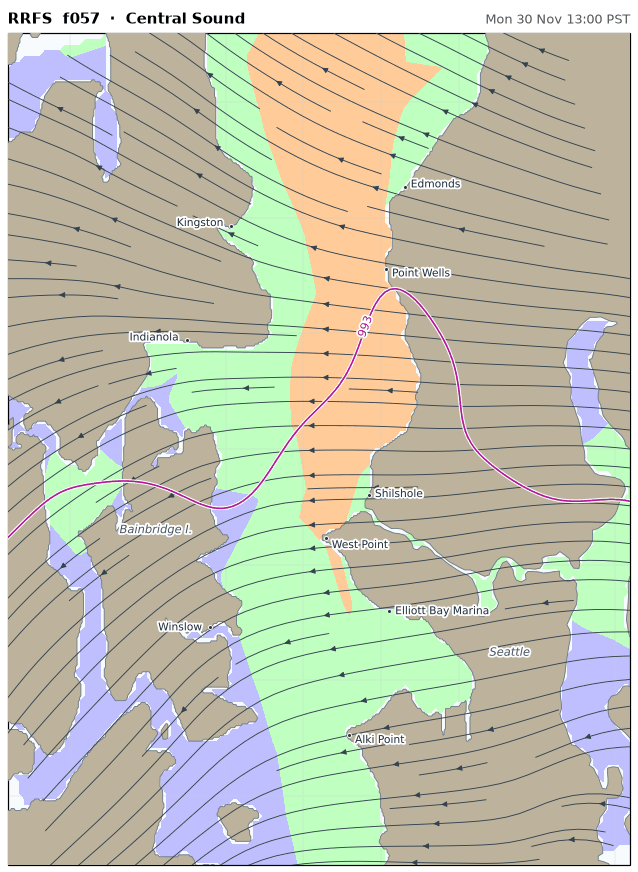 RRFS f057 · Central Sound
Mon 30 Nov 13:00 PST
Edmonds
Kingston
Point Wells
993
Indianola
Shilshole
Bainbridge I.
West Point
Elliott Bay Marina
Winslow
Seattle
Alki Point